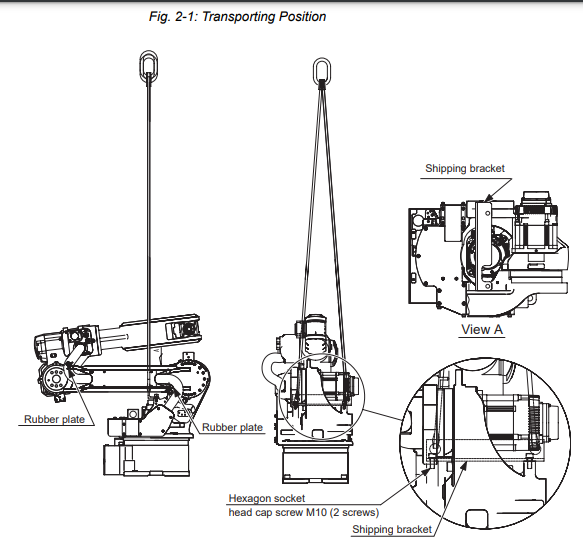 Fig. 2-1: Transporting Position
Shipping bracket
View A
Rubber plate
Rubber plate
Hexagon socket
head cap screw M10 (2 screws)
Shipping bracket